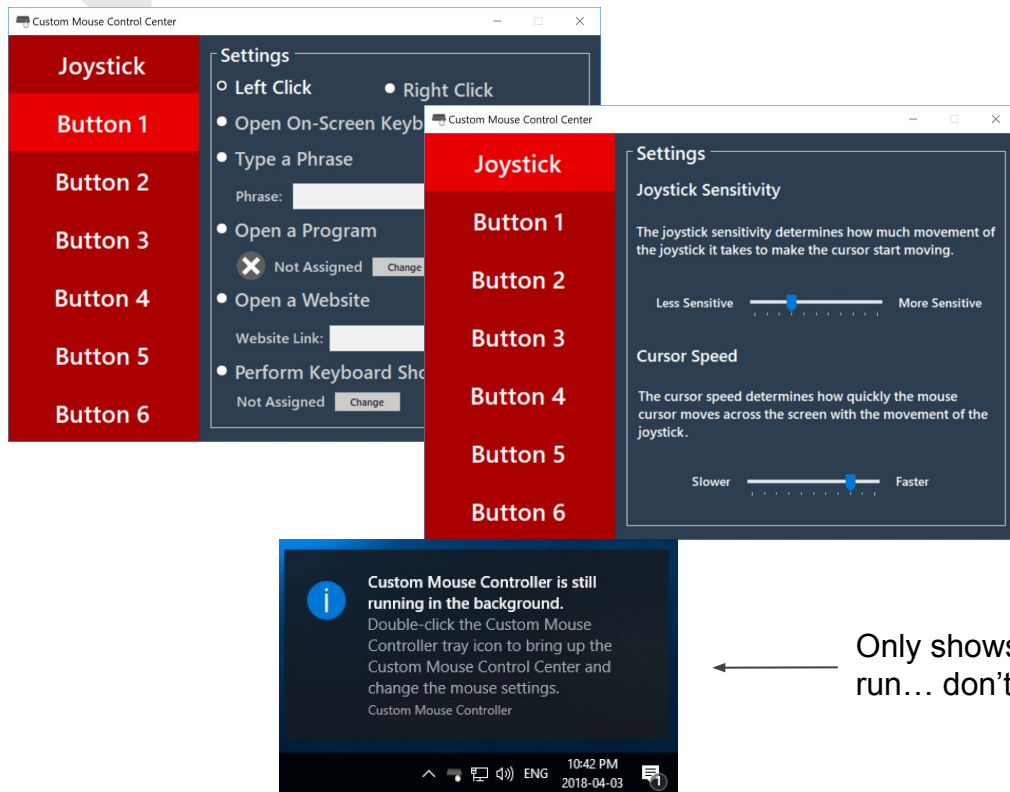 Custom Mouse Control Center
Joystick
Button 1
Button 2
Button 3
Button 4
Button 5
Button 6
Settings
Left Click
Right Click
Open On-Screen Keyb
Type a Phrase
Phrase:
Open a Program
Not Assigned Change
Open a Website
Website Link:
Perform Keyboard Sho
Not Assigned Change
Custom Mouse Control Center
Joystick
Button 1
Button 2
Button 3
Button 4
Button 5
Button 6
Settings
Joystick Sensitivity
The joystick sensitivity determines how much movement of
the joystick it takes to make the cursor start moving.
Less Sensitive More Sensitive
Cursor Speed
The cursor speed determines how quickly the mouse
cursor moves across the screen with the movement of the
joystick.
Slower Faster
Custom Mouse Controller is still
running in the background.
Double-click the Custom Mouse
Controller tray icon to bring up the
Custom Mouse Control Center and
change the mouse settings.
Custom Mouse Controller
ENG
10:42 PM
2018-04-03
1
Only shows
run… don't